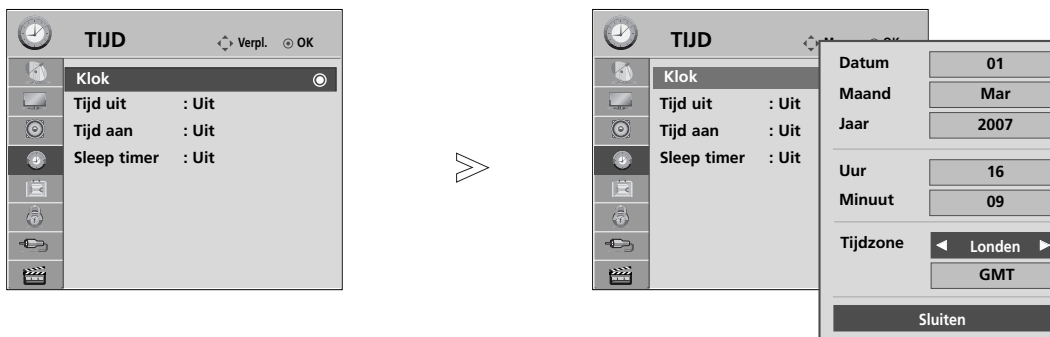 TIJD
Verpl. OK
Klok
Tijd uit : Uit
Tijd aan : Uit
Sleep timer : Uit
TIJD
Klok
Tijd uit : Uit
Tijd aan : Uit
Sleep timer : Uit
Datum 01
Maand Mar
Jaar 2007
Uur 16
Minuut 09
Tijdzone ◀ Londen ▶
GMT
Sluiten